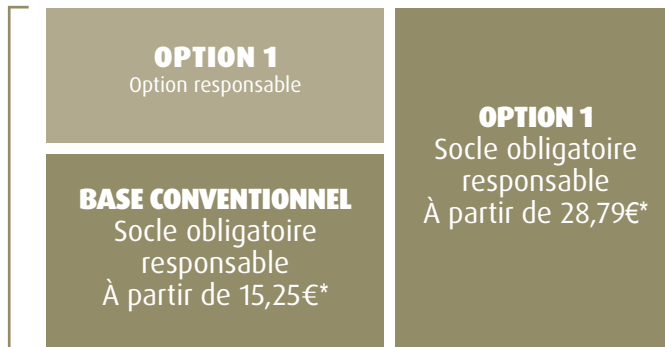 OPTION 1
Option responsable
BASE CONVENTIONNEL
Socle obligatoire
responsable
À partir de 15,25€*
OPTION 1
Socle obligatoire
responsable
À partir de 28,79€*